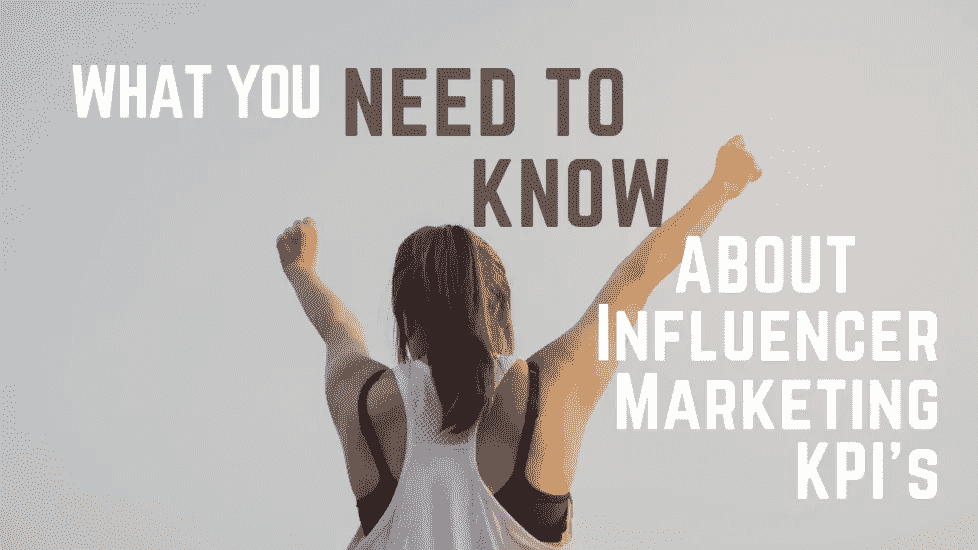 WHAT YOU NEED TO
KNOW
ABOUT
INFLUENCER
MARKETING
KPI's